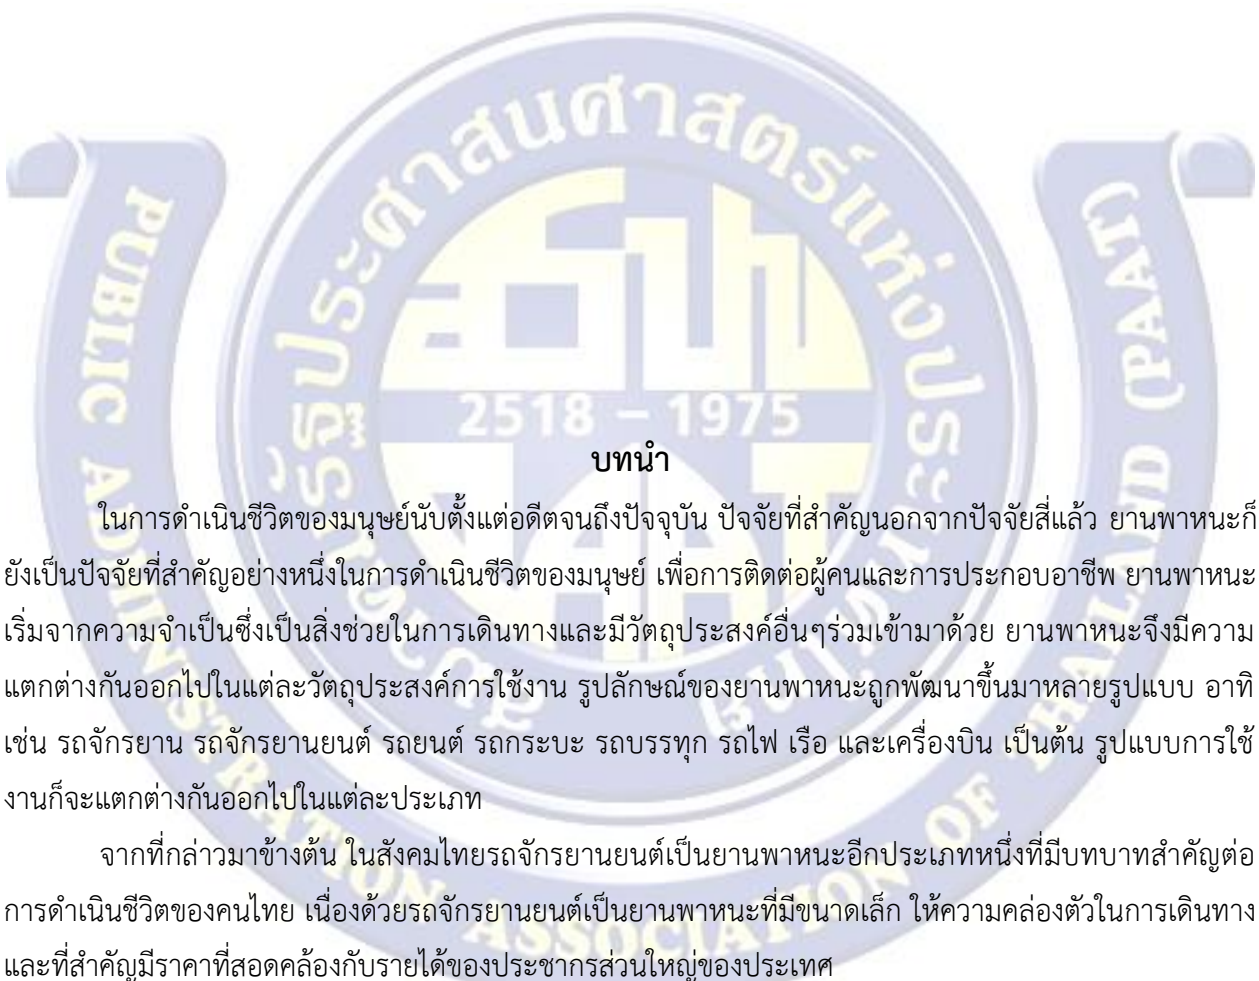 สมาคมรัฐประศาสนศาสตร์แห่งประเทศไทย
PUBLIC ADMINISTRATION ASSOCIATION OF THAILAND (PAAT)
สรปท
2518 – 1975
PAAT
บทนำ
ในการดำเนินชีวิตของมนุษย์นับตั้งแต่อดีตจนถึงปัจจุบัน ปัจจัยที่สำคัญนอกจากปัจจัยสี่แล้ว ยานพาหนะก็
ยังเป็นปัจจัยที่สำคัญอย่างหนึ่งในการดำเนินชีวิตของมนุษย์ เพื่อการติดต่อผู้คนและการประกอบอาชีพ ยานพาหนะ
เริ่มจากความจำเป็นซึ่งเป็นสิ่งช่วยในการเดินทางและมีวัตถุประสงค์อื่นๆร่วมเข้ามาด้วย ยานพาหนะจึงมีความ
แตกต่างกันออกไปในแต่ละวัตถุประสงค์การใช้งาน รูปลักษณ์ของยานพาหนะถูกพัฒนาขึ้นมาหลายรูปแบบ อาทิ
เช่น รถจักรยาน รถจักรยานยนต์ รถยนต์ รถกระบะ รถบรรทุก รถไฟ เรือ และเครื่องบิน เป็นต้น รูปแบบการใช้
งานก็จะแตกต่างกันออกไปในแต่ละประเภท
จากที่กล่าวมาข้างต้น ในสังคมไทยรถจักรยานยนต์เป็นยานพาหนะอีกประเภทหนึ่งที่มีบทบาทสำคัญต่อ
การดำเนินชีวิตของคนไทย เนื่องด้วยรถจักรยานยนต์เป็นยานพาหนะที่มีขนาดเล็ก ให้ความคล่องตัวในการเดินทาง
และที่สำคัญมีราคาที่สอดคล้องกับรายได้ของประชากรส่วนใหญ่ของประเทศ